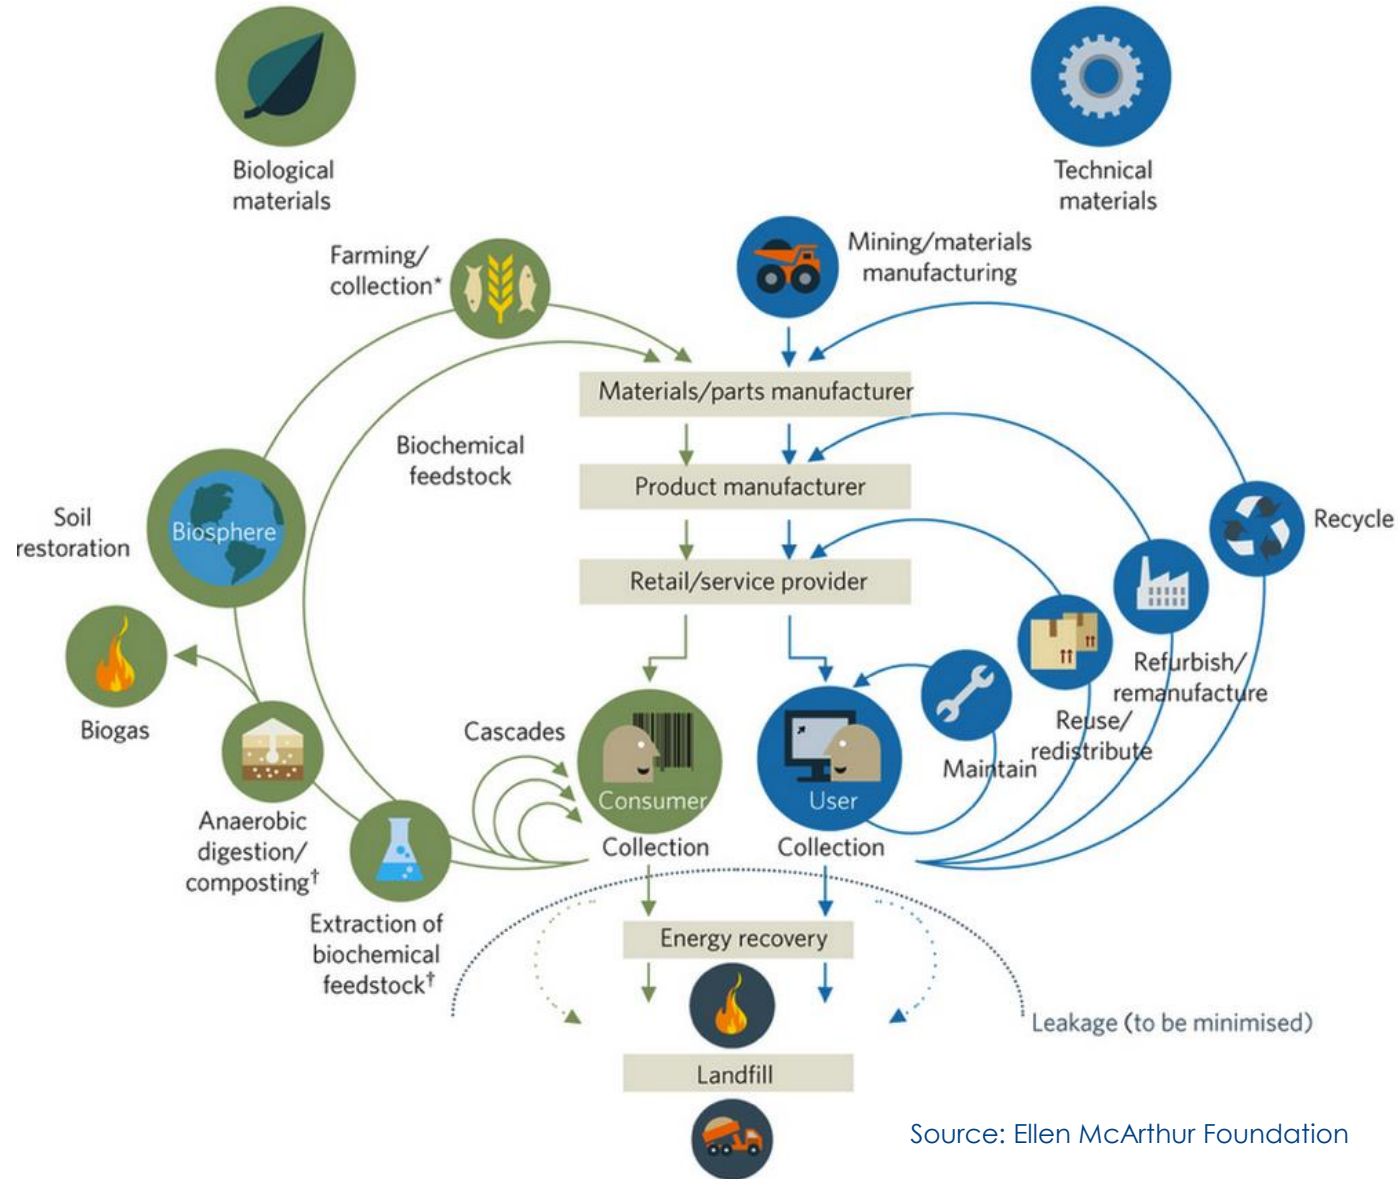 Biological
materials
Technical
materials
Farming/
collection*
Mining/materials
manufacturing
Materials/parts manufacturer
Biochemical
feedstock
Product manufacturer
Soil
restoration
Biosphere
Recycle
Retail/service provider
Refurbish/
remanufacture
Biogas
Cascades
Reuse/
redistribute
Maintain
Consumer
User
Anaerobic
digestion/
composting†
Collection
Collection
Extraction of
biochemical
feedstock†
Energy recovery
Leakage (to be minimised)
Landfill
Source: Ellen McArthur Foundation